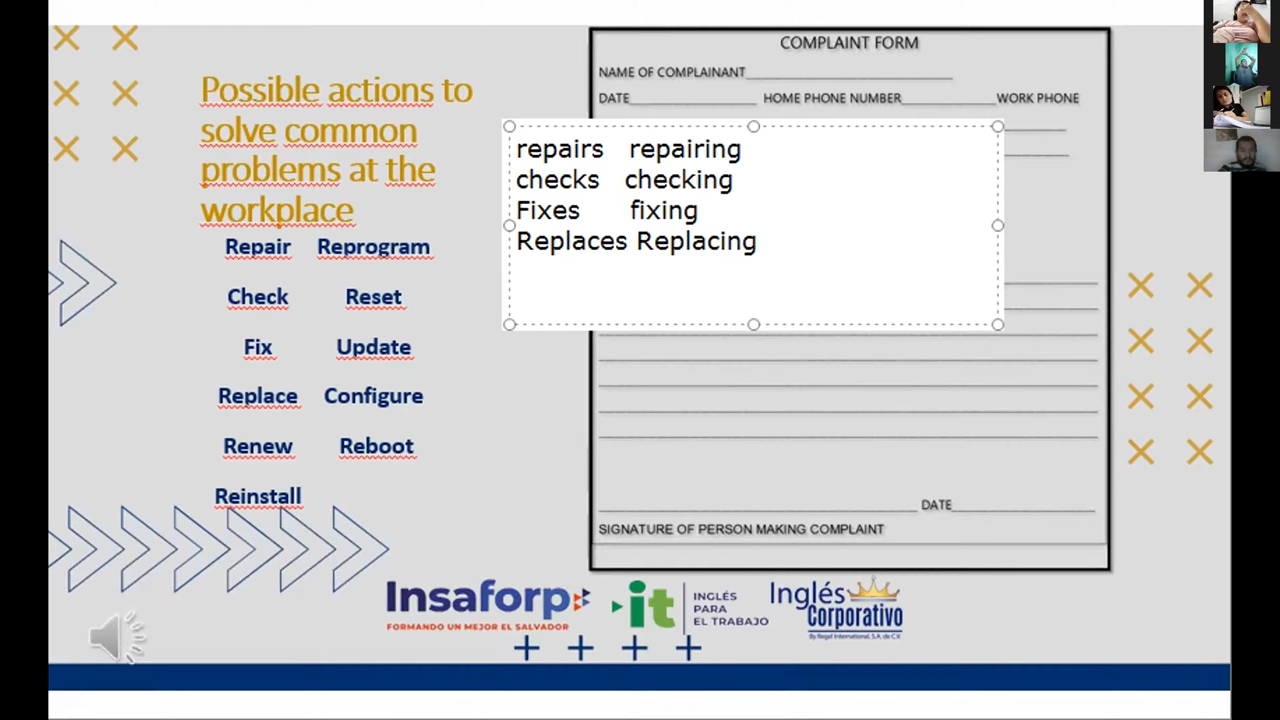 Possible actions to
solve common
problems at the
workplace
Repair Reprogram
Check Reset
Fix Update
Replace Configure
Renew Reboot
Reinstall
COMPLAINT FORM
NAME OF COMPLAINANT
DATE HOME PHONE NUMBER WORK PHONE
repairs repairing
checks checking
Fixes fixing
Replaces Replacing
DATE
SIGNATURE OF PERSON MAKING COMPLAINT
Insaforp
FORMANDO UN MEJOR EL SALVADOR
it
INGLÉS
PARA
EL TRABAJO
Inglés
Corporativo
By Regal International, S.A. de C.V.